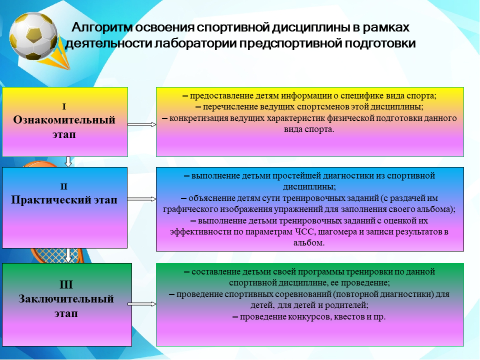 Алгоритм освоения спортивной дисциплины в рамках
деятельности лаборатории предспортивной подготовки
I
Ознакомительный
этап
– предоставление детям информации о специфике вида спорта;
– перечисление ведущих спортсменов этой дисциплины;
– конкретизация ведущих характеристик физической подготовки данного
вида спорта.
II
Практический этап
– выполнение детьми простейшей диагностики из спортивной
дисциплины;
– объяснение детям сути тренировочных заданий (с раздачей им
графического изображения упражнений для заполнения своего альбома);
– выполнение детьми тренировочных заданий с оценкой их
эффективности по параметрам ЧСС, шагомера и записи результатов в
альбом.
III
Заключительный
этап
– составление детьми своей программы тренировки по данной
спортивной дисциплине, ее проведение;
– проведение спортивных соревнований (повторной диагностики) для
детей, для детей и родителей;
– проведение конкурсов, квестов и пр.